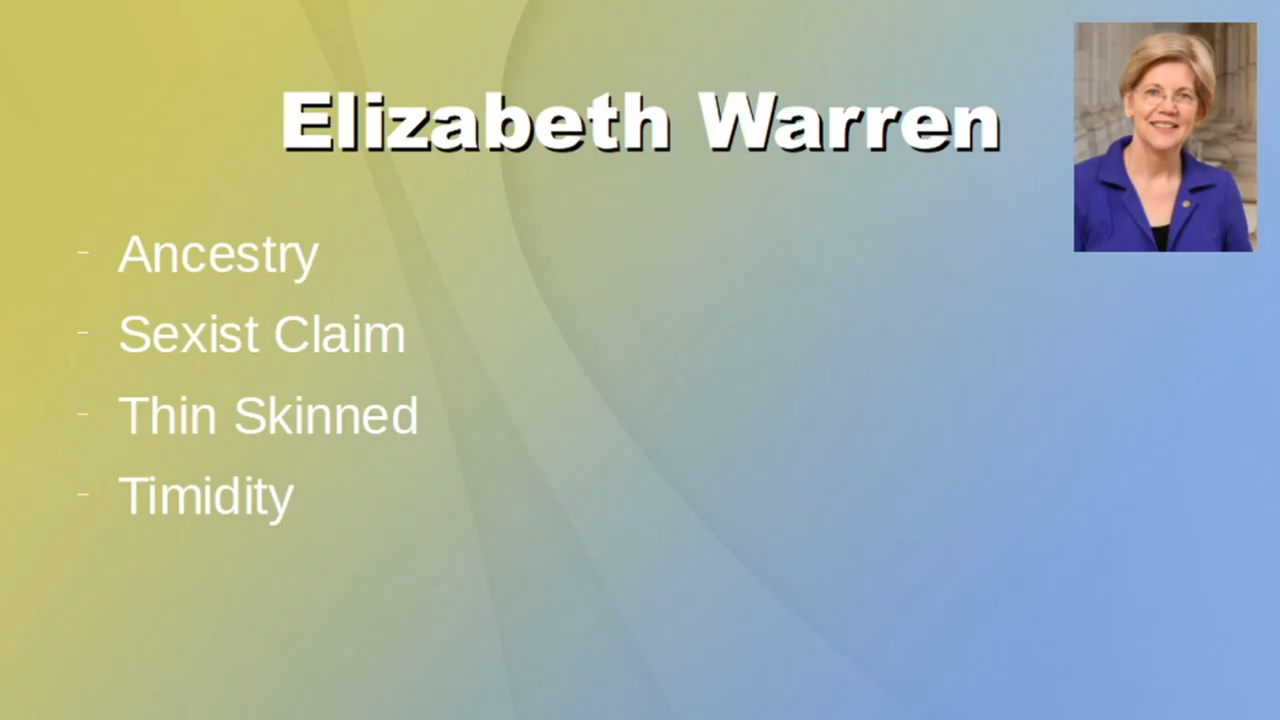 Elizabeth Warren
- Ancestry
- Sexist Claim
- Thin Skinned
- Timidity